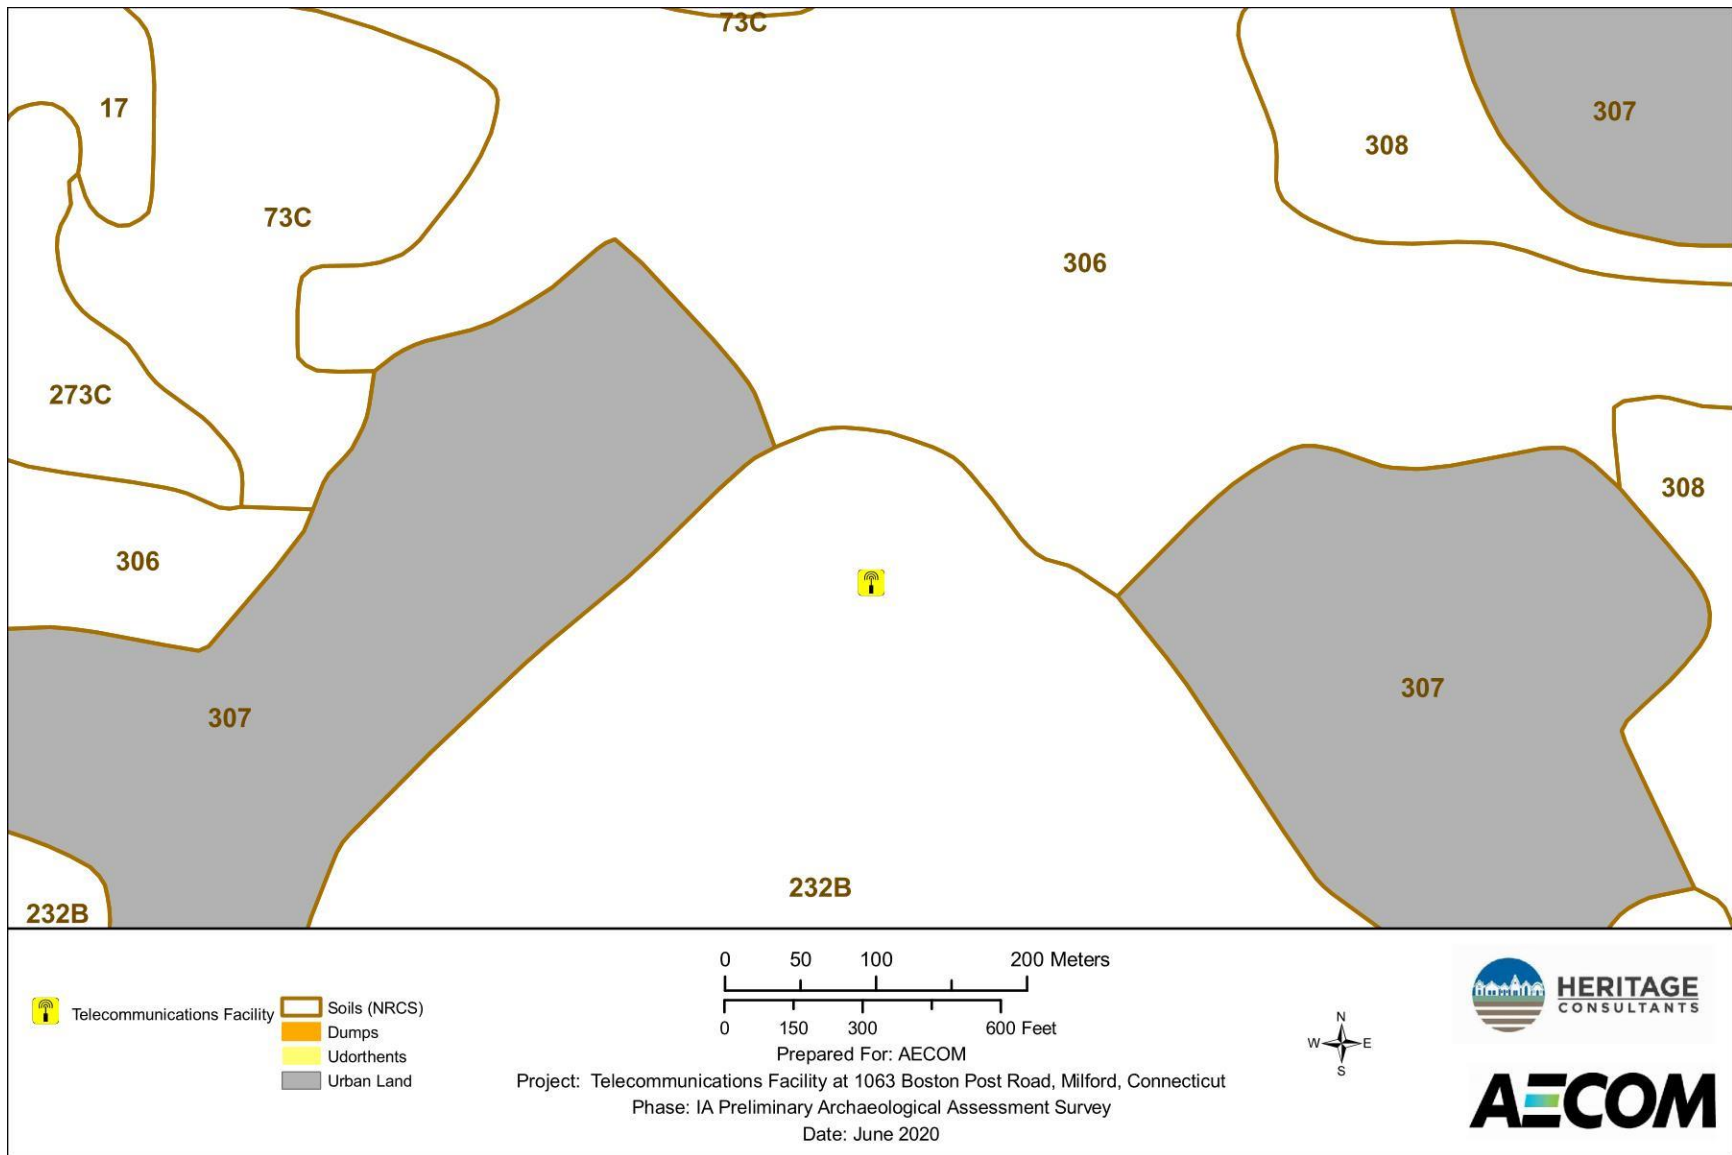 73C
17
307
308
73C
306
273C
308
306
307
307
232B
232B
0 50 100 200 Meters
0 150 300 600 Feet
Telecommunications Facility
Soils (NRCS)
Dumps
Udorthents
Urban Land
Prepared For: AECOM
Project: Telecommunications Facility at 1063 Boston Post Road, Milford, Connecticut
Phase: IA Preliminary Archaeological Assessment Survey
Date: June 2020
N
W E
S
HERITAGE
CONSULTANTS
AECOM